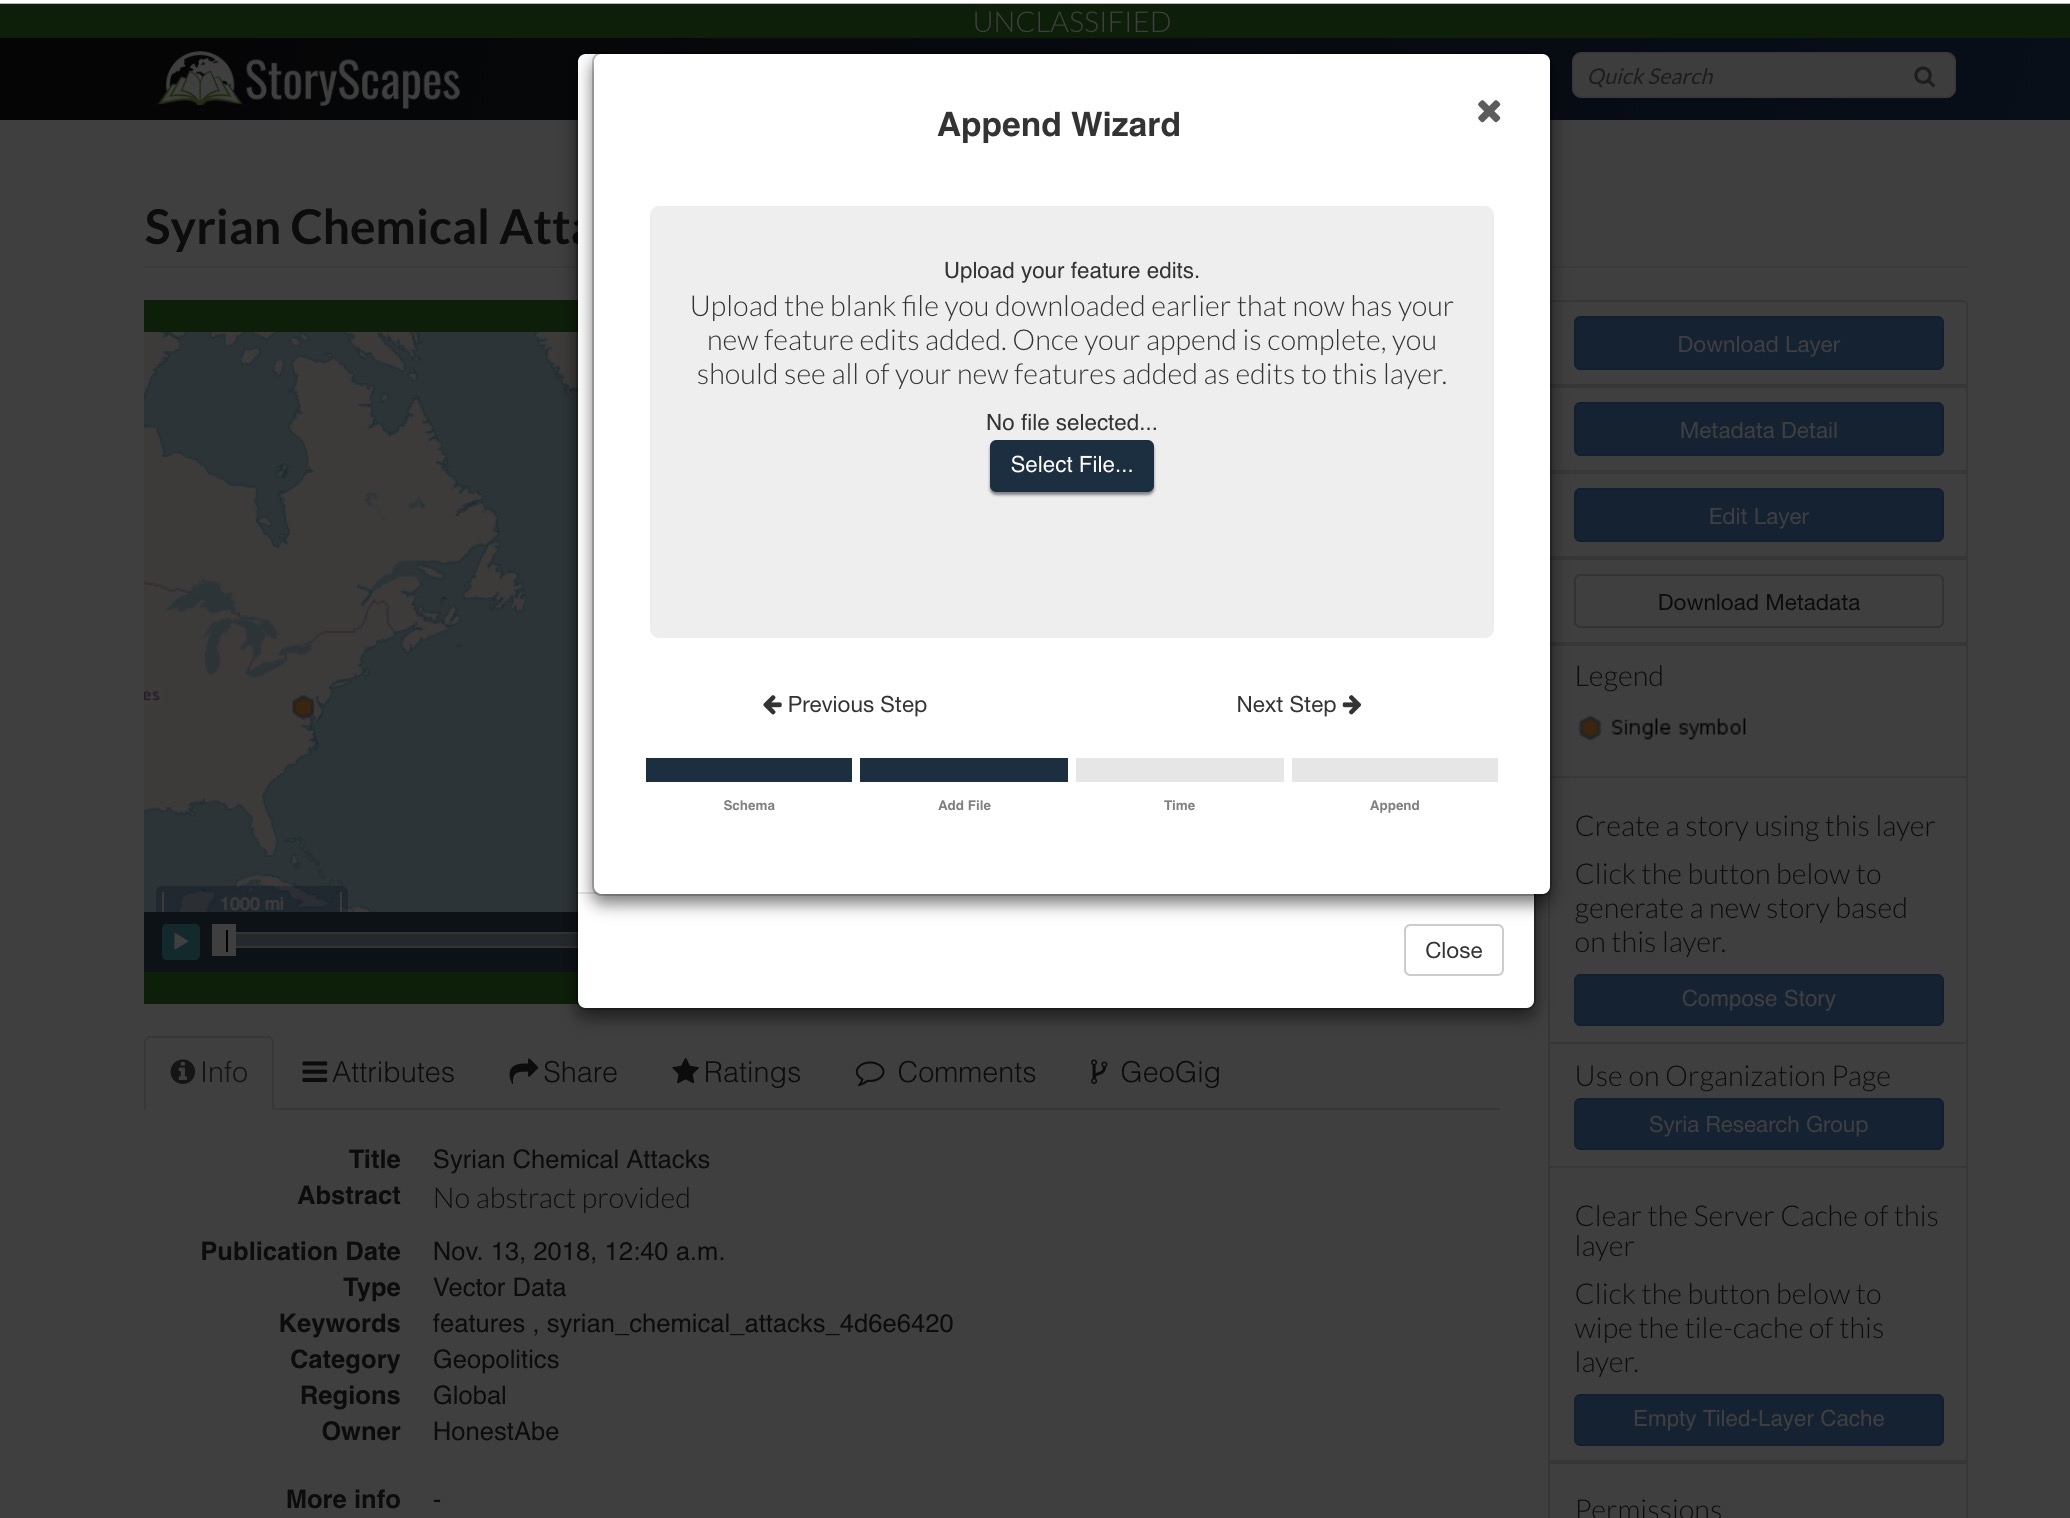 UNCLASSIFIED
StoryScapes
Quick Search
Append Wizard
Syrian Chemical
Upload your feature edits.
Upload the blank file you downloaded earlier that now has your
new feature edits added. Once your append is complete, you
should see all of your new features added as edits to this layer.
No file selected...
Select File...
Previous Step
Next Step
Schema
Add File
Time
Append
Close
1000 mi
Download Layer
Metadata Detail
Edit Layer
Download Metadata
Legend
Single symbol
Create a story using this layer
Click the button below to
generate a new story based
on this layer.
Compose Story
Use on Organization Page
Syria Research Group
Clear the Server Cache of this
layer
Click the button below to
wipe the tile-cache of this
layer.
Empty Tiled-Layer Cache
Permissions
Info
Attributes
Share
Ratings
Comments
GeoGig
Title Syrian Chemical Attacks
Abstract No abstract provided
Publication Date Nov. 13, 2018, 12:40 a.m.
Type Vector Data
Keywords features , syrian_chemical_attacks_4d6e6420
Category Geopolitics
Regions Global
Owner HonestAbe
More info -